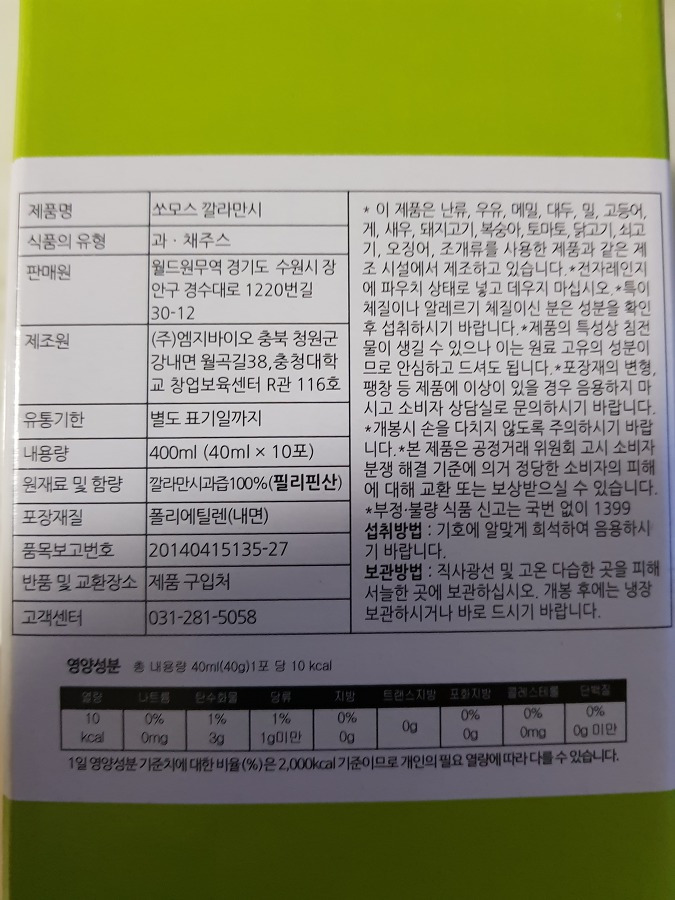 제품명 쏘모스 깔라만시
식품의 유형 과 · 채주스
판매원 월드원무역 경기도 수원시 장
안구 경수대로 1220번길
30-12
제조원 (주)엠지바이오 충북 청원군
강내면 월곡길38,충청대학
교 창업보육센터 R관 116호
유통기한 별도 표기일까지
내용량 400ml (40ml × 10포)
원재료 및 함량 깔라만시과즙100%(필리핀산)
포장재질 폴리에틸렌(내면)
품목보고번호 20140415135-27
반품 및 교환장소 제품 구입처
고객센터 031-281-5058
* 이 제품은 난류, 우유, 메밀, 대두, 밀, 고등어,
게, 새우, 돼지고기, 복숭아, 토마토, 닭고기, 쇠고
기, 오징어, 조개류를 사용한 제품과 같은 제
조 시설에서 제조하고 있습니다.*전자레인지
에 파우치 상태로 넣고 데우지 마십시오.*특이
체질이나 알레르기 체질이신 분은 성분을 확인
후 섭취하시기 바랍니다.*제품의 특성상 침전
물이 생길 수 있으나 이는 원료 고유의 성분이
므로 안심하고 드셔도 됩니다.*포장재의 변형,
팽창 등 제품에 이상이 있을 경우 음용하지 마
시고 소비자 상담실로 문의하시기 바랍니다.
*개봉시 손을 다치지 않도록 주의하시기 바랍
니다.*본 제품은 공정거래 위원회 고시 소비자
분쟁 해결 기준에 의거 정당한 소비자의 피해
에 대해 교환 또는 보상받으실 수 있습니다.
*부정·불량 식품 신고는 국번 없이 1399
섭취방법 : 기호에 알맞게 희석하여 음용하시
기 바랍니다.
보관방법 : 직사광선 및 고온 다습한 곳을 피해
서늘한 곳에 보관하십시오. 개봉 후에는 냉장
보관하시거나 바로 드시기 바랍니다.
영양성분 총 내용량 40ml(40g)1포 당 10 kcal
열량 나트륨 탄수화물 당류 지방 트랜스지방 포화지방 콜레스테롤 단백질
10 0% 1% 1% 0% 0g 0% 0% 0%
kcal 0mg 3g 1g미만 0g 0g 0mg 0g 미만
1일 영양성분 기준치에 대한 비율(%)은 2,000kcal 기준이므로 개인의 필요 열량에 따라 다를 수 있습니다.